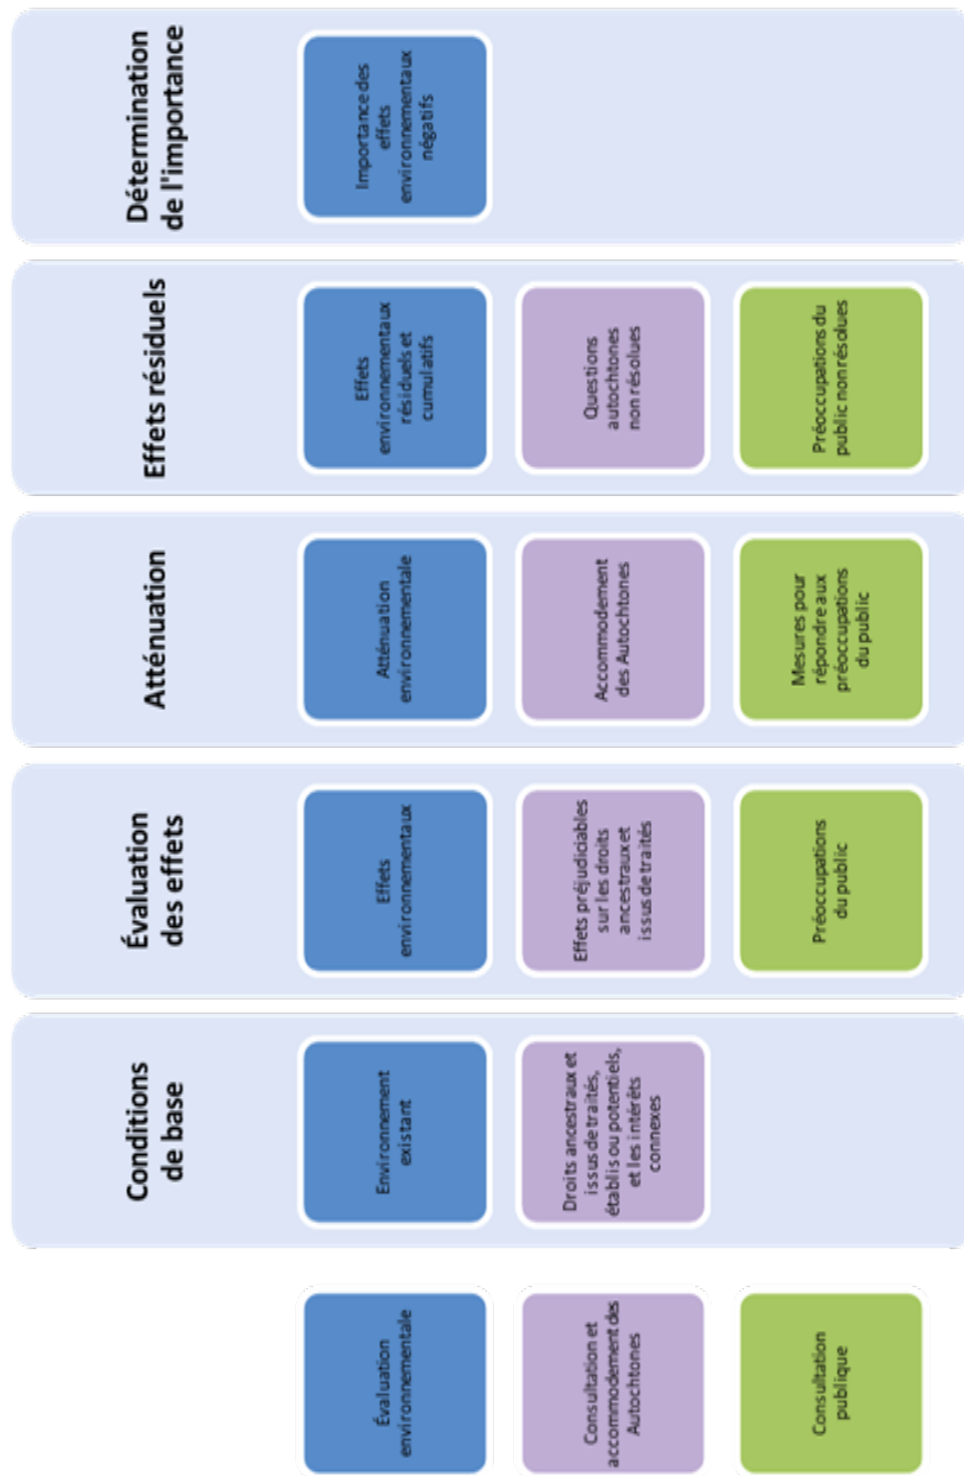 Conditions
de base
Évaluation
des effets
Atténuation
Effets résiduels
Détermination
de l'importance
Évaluation
environnementale
Environnement
existant
Effets
environnementaux
Atténuation
environnementale
Effets
environnementaux
résiduels et
cumulatifs
Importance des
effets
environnementaux
négatifs
Consultation et
accommodement des
Autochtones
Droits ancestraux et
issus de traités,
établis ou potentiels,
et les intérêts
connexes
Effets préjudiciables
sur les droits
ancestraux et
issus de traités
Accommodement
des Autochtones
Questions
autochtones
non résolues
Consultation
publique
Préoccupations
du public
Mesures pour
répondre aux
préoccupations
du public
Préoccupations du
public non résolues